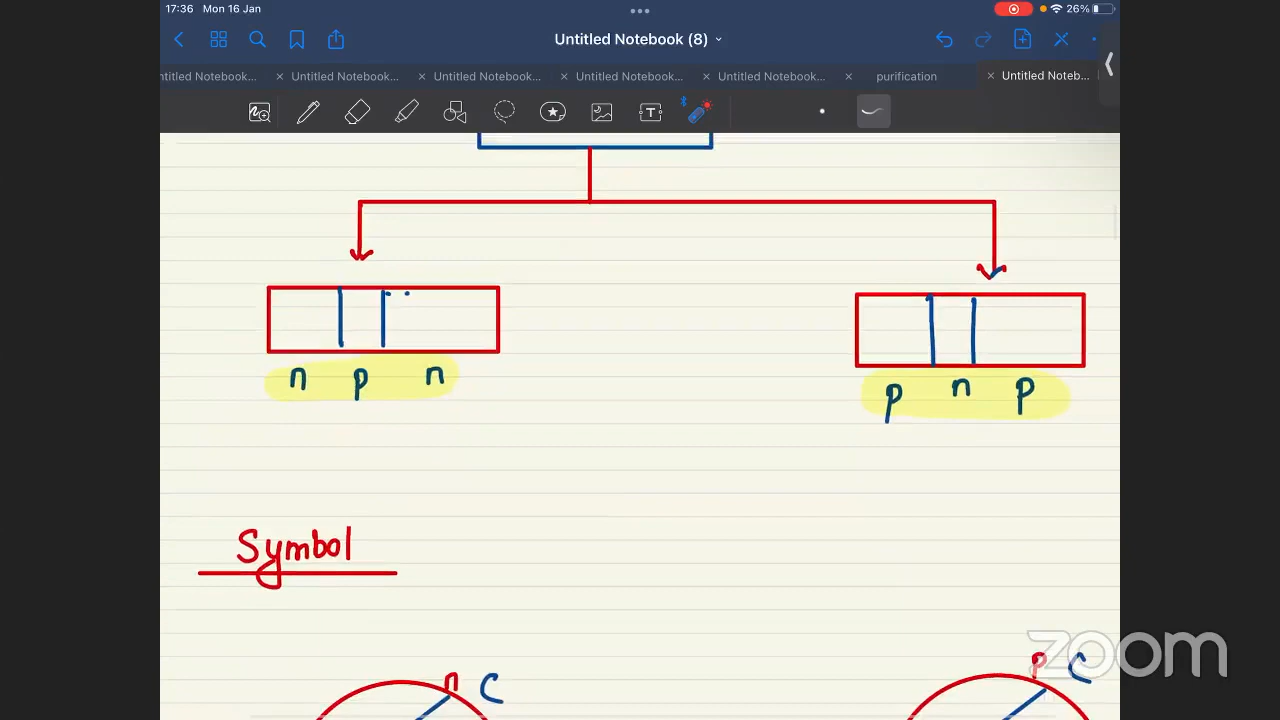 17:36 Mon 16 Jan
26%
Untitled Notebook (8)
ntitled Notebook... Untitled Notebook... Untitled Notebook... Untitled Notebook... Untitled Notebook... purification Untitled Noteb...
T
n p n
p n p
Symbol
n C
p C
zoom